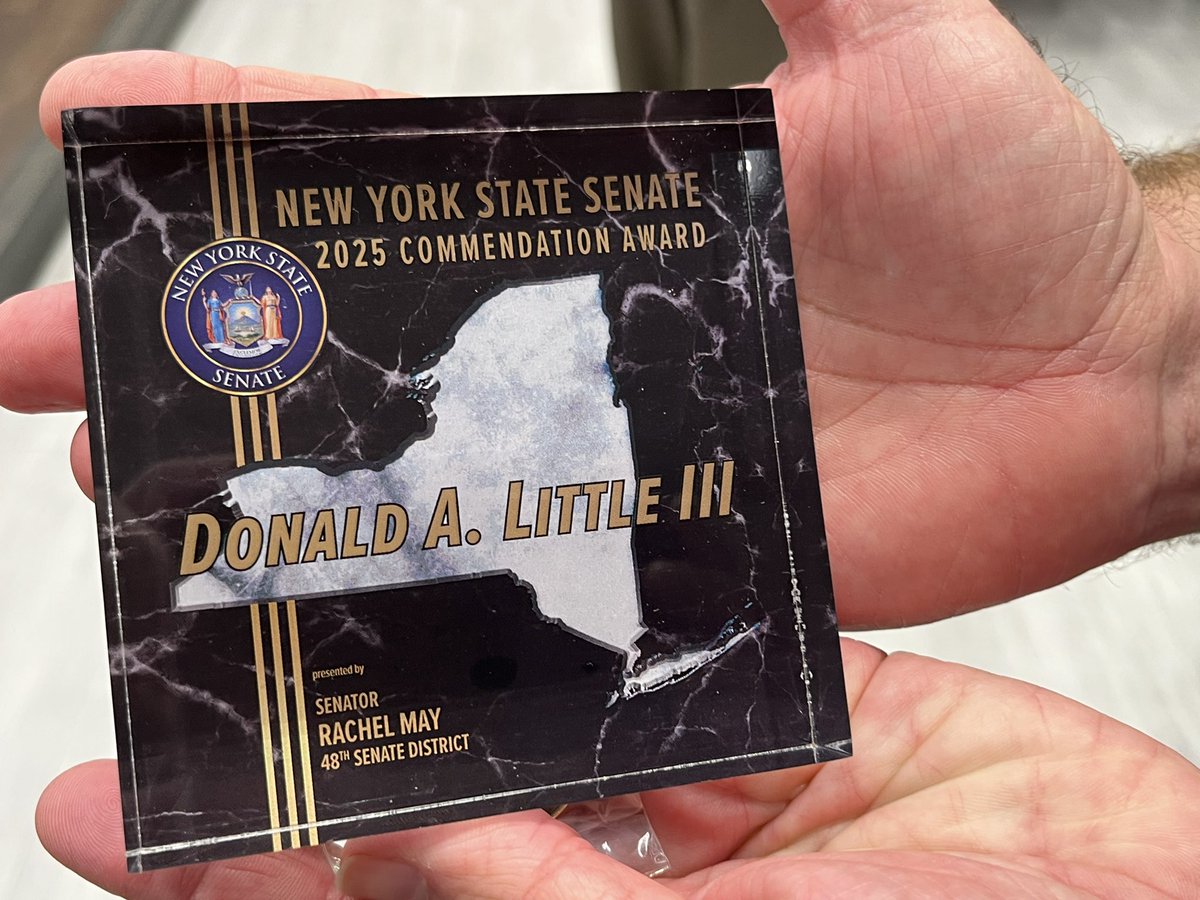 NEW YORK STATE SENATE
2025 COMMENDATION AWARD
NEW YORK STATE
EXCELSIOR
SENATE
DONALD A. LITTLE III
presented by
SENATOR
RACHEL MAY
48TH SENATE DISTRICT